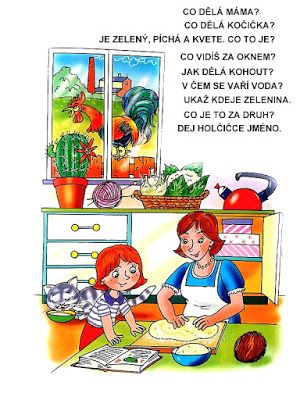 CO DĚLÁ MÁMA?
CO DĚLÁ KOČIČKA?
JE ZELENÝ, PÍCHÁ A KVETE. CO TO JE?
CO VIDÍŠ ZA OKNEM?
JAK DĚLÁ KOHOUT?
V ČEM SE VAŘÍ VODA?
UKAŽ KDEJE ZELENINA.
CO JE TO ZA DRUH?
DEJ HOLČIČCE JMÉNO.